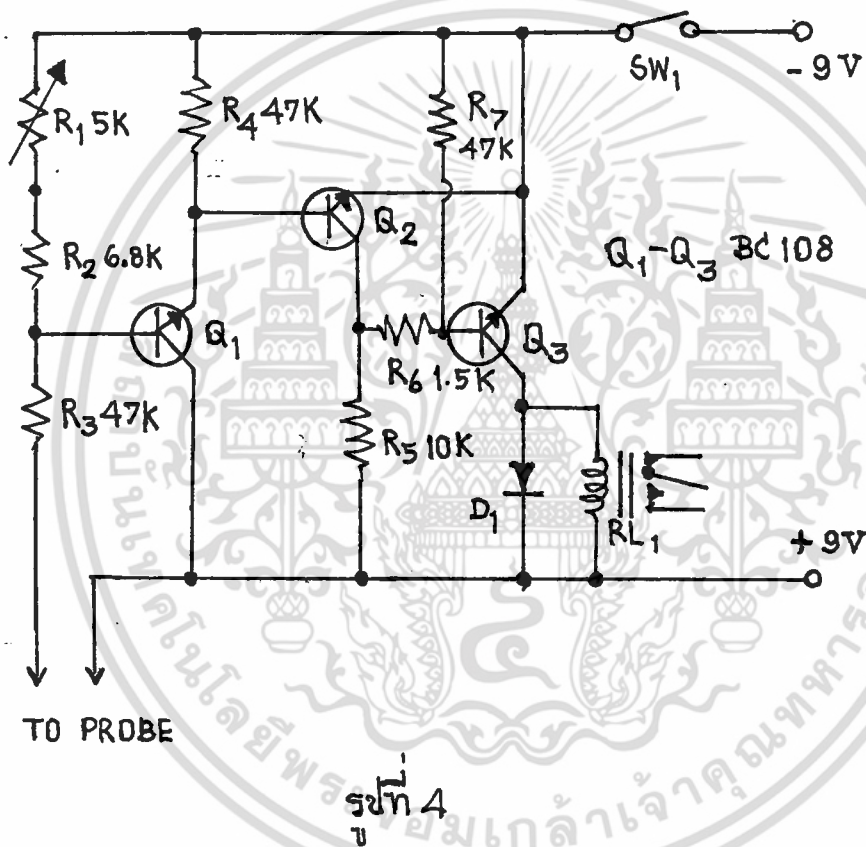 SW₁
- 9 V
R₁ 5K
R₄ 47K
R₇
47K
Q₂
R₂ 6.8K
Q₁-Q₃ BC 108
Q₁
Q₃
R₆ 1.5K
R₃ 47K
R₅ 10K
D₁
RL₁
+ 9V
TO PROBE
รูปที่ 4